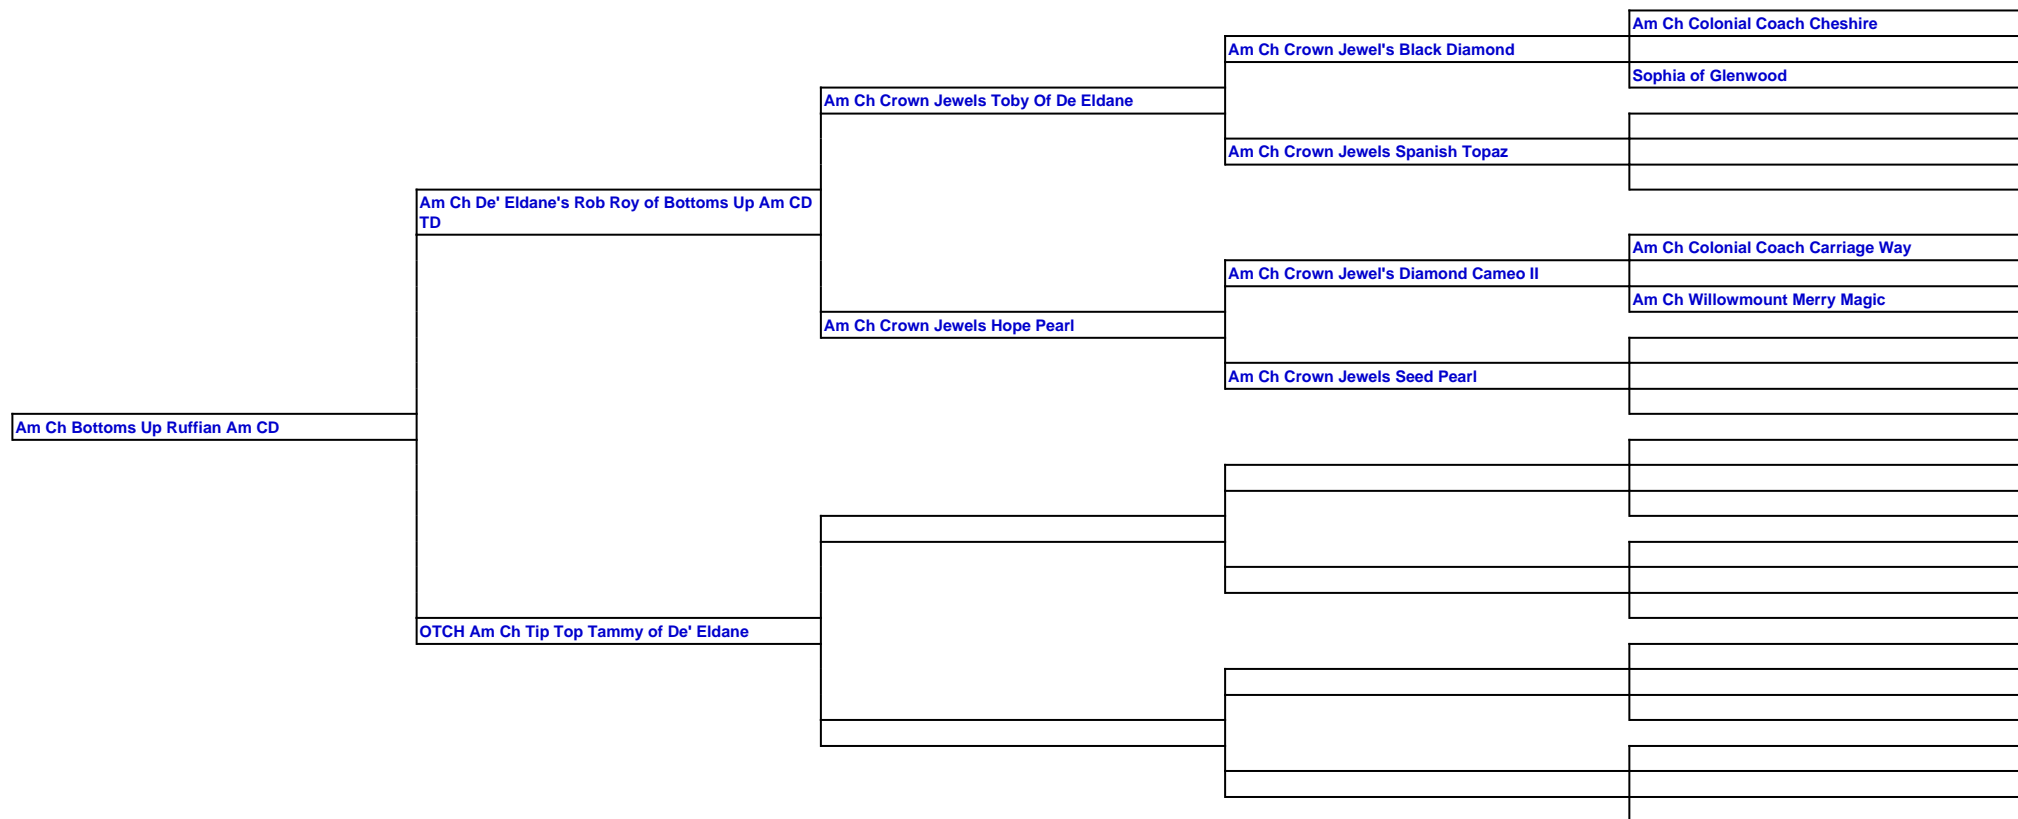 Am Ch Colonial Coach Cheshire
Am Ch Crown Jewel's Black Diamond
Sophia of Glenwood
Am Ch Crown Jewels Toby Of De Eldane
Am Ch Crown Jewels Spanish Topaz
Am Ch De' Eldane's Rob Roy of Bottoms Up Am CD
TD
Am Ch Colonial Coach Carriage Way
Am Ch Crown Jewel's Diamond Cameo II
Am Ch Willowmount Merry Magic
Am Ch Crown Jewels Hope Pearl
Am Ch Crown Jewels Seed Pearl
Am Ch Bottoms Up Ruffian Am CD
OTCH Am Ch Tip Top Tammy of De' Eldane